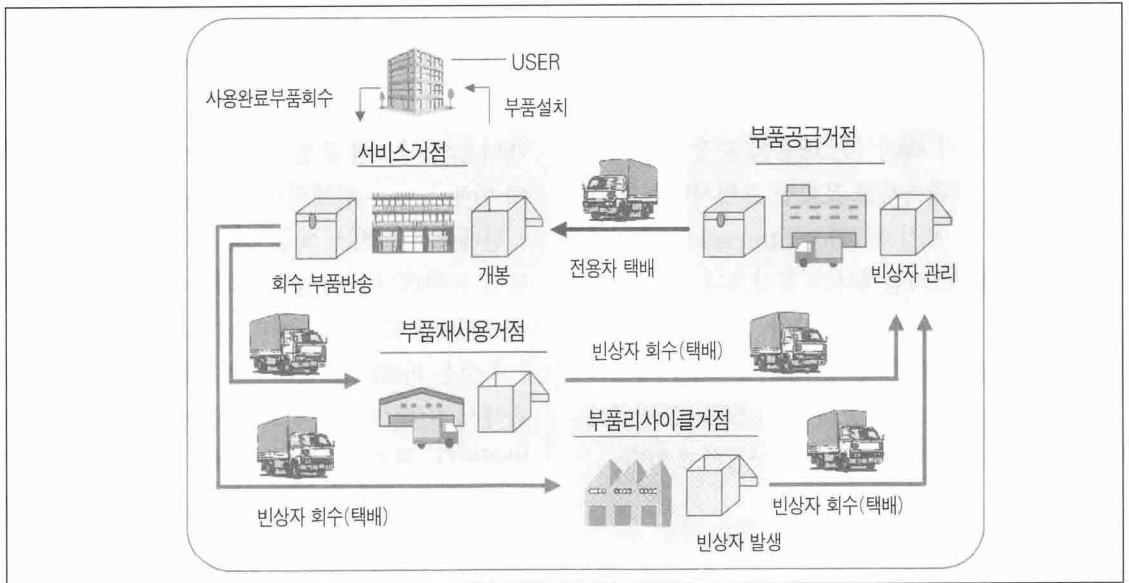 USER
사용완료부품회수
부품설치
서비스거점
부품공급거점
회수 부품반송
개봉
전용차 택배
빈상자 관리
부품재사용거점
빈상자 회수(택배)
부품리사이클거점
빈상자 회수(택배)
빈상자 회수(택배)
빈상자 발생